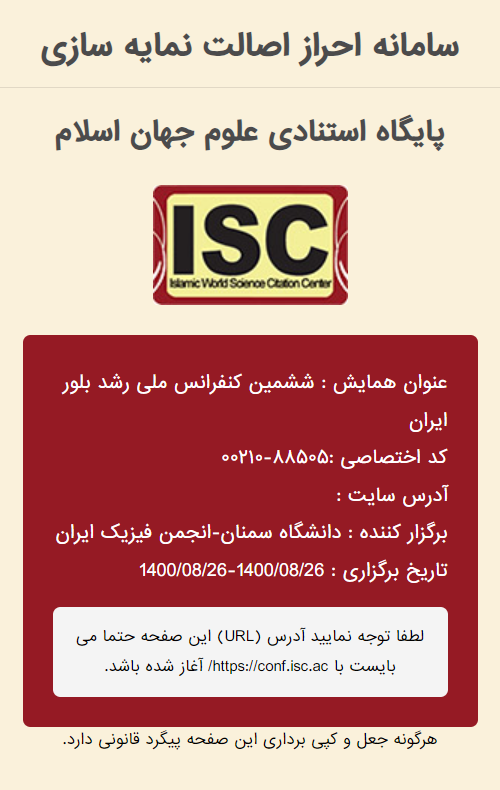 سامانه احراز اصالت نمایه سازی
پایگاه استنادی علوم جهان اسلام
ISC
Islamic World Science Citation Center
عنوان همایش : ششمین کنفرانس ملی رشد بلور
ایران
کد اختصاصی :۸۸۵۰۵-۰۰۲۱۰
آدرس سایت :
برگزار کننده : دانشگاه سمنان-انجمن فیزیک ایران
تاریخ برگزاری : 1400/08/26-1400/08/26
لطفا توجه نمایید آدرس (URL) این صفحه حتما می
بایست با https://conf.isc.ac/ آغاز شده باشد.
هرگونه جعل و کپی برداری این صفحه پیگرد قانونی دارد.